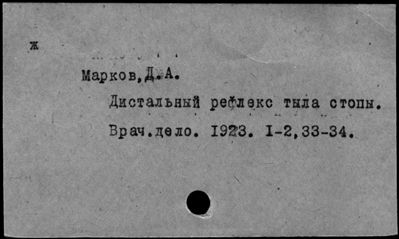 ж
Марков,Д.А.
Дистальный рефлекс тыла стопы.
Врач.дело. 1923. 1-2,33-34.